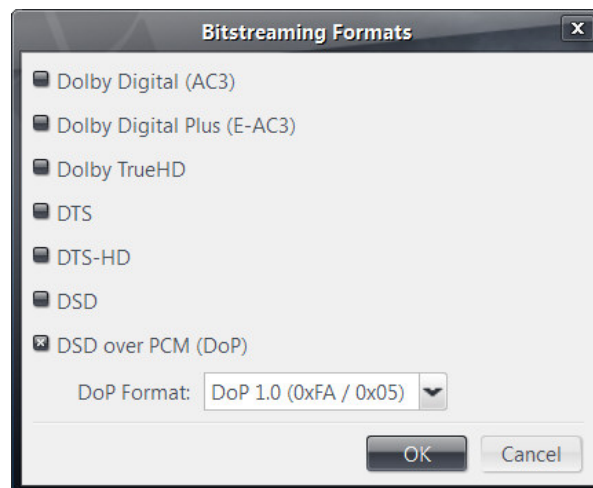 Bitstreaming Formats
x
Dolby Digital (AC3)
Dolby Digital Plus (E-AC3)
Dolby TrueHD
DTS
DTS-HD
DSD
DSD over PCM (DoP)
DoP Format: DoP 1.0 (0xFA / 0x05)
OK Cancel